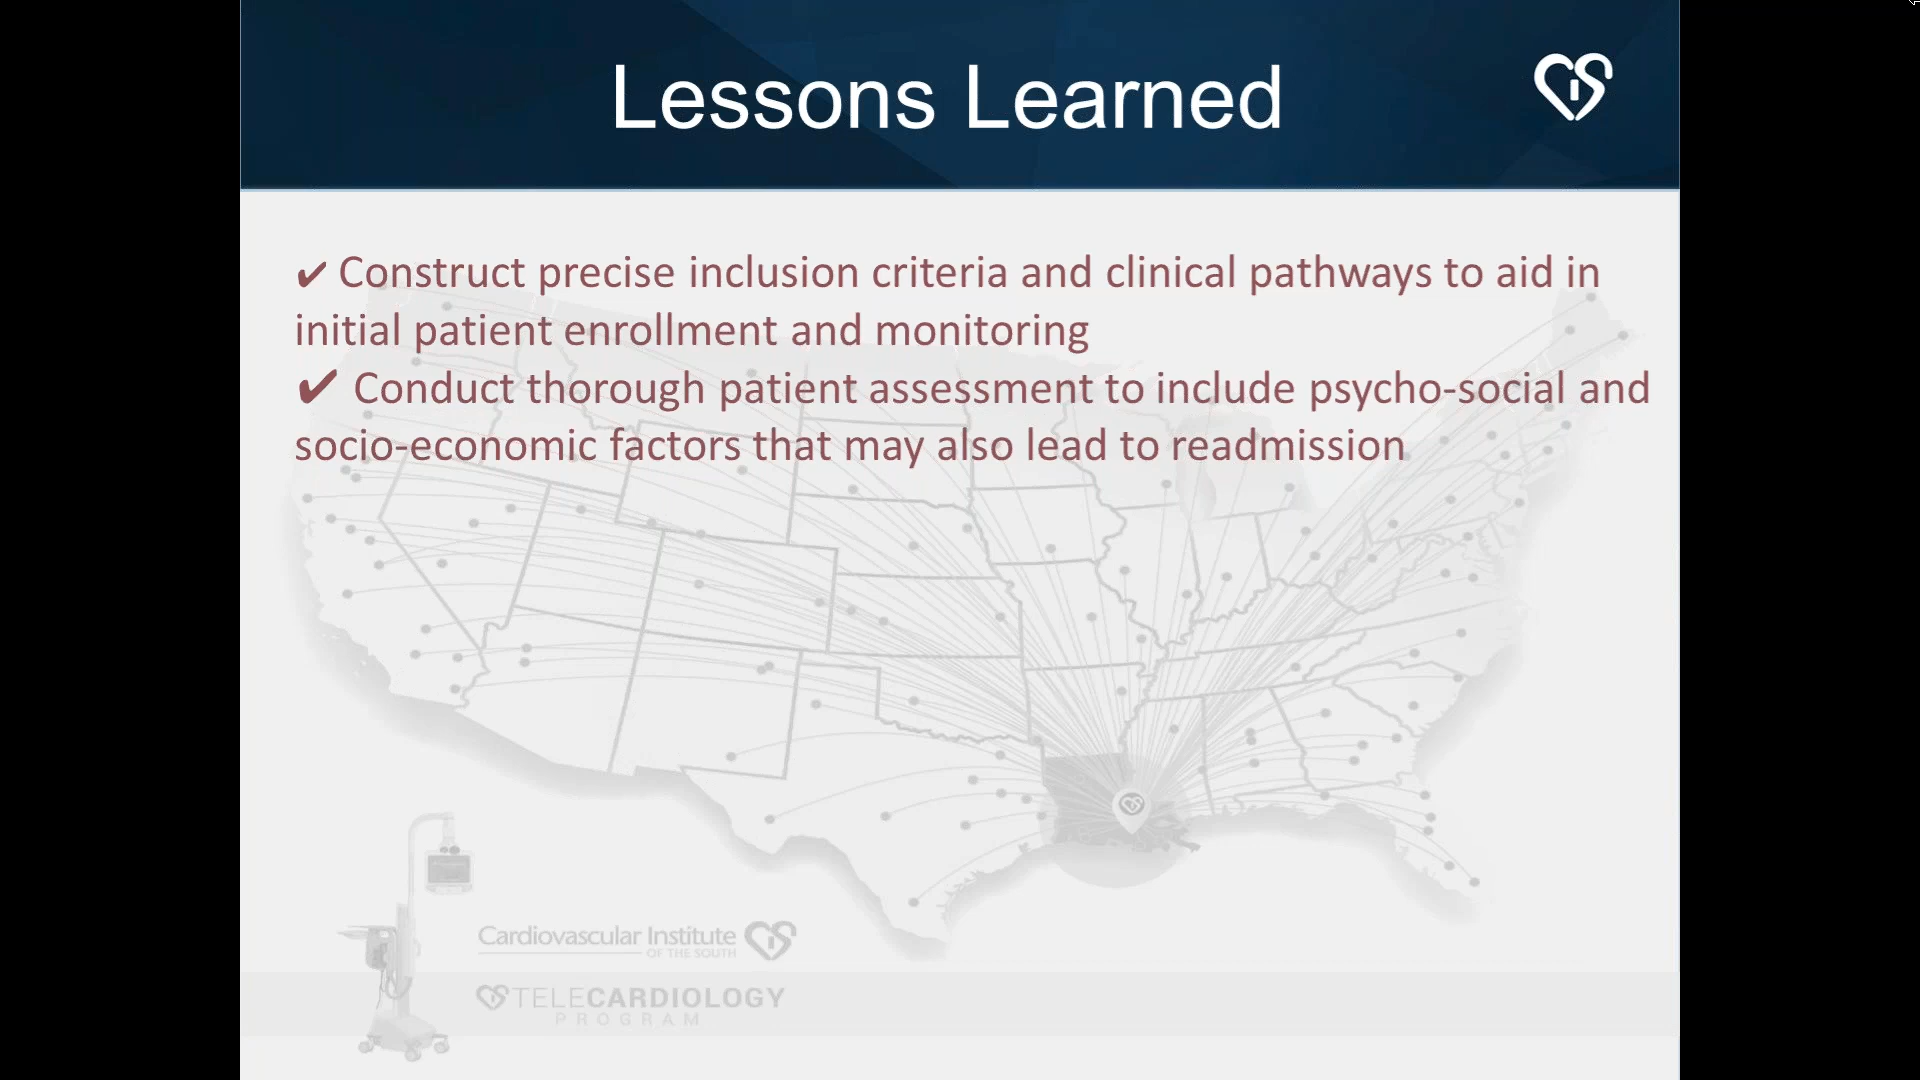 Lessons Learned
✔ Construct precise inclusion criteria and clinical pathways to aid in
initial patient enrollment and monitoring
✔ Conduct thorough patient assessment to include psycho-social and
socio-economic factors that may also lead to readmission
Cardiovascular Institute
OF THE SOUTH
TELECARDIOLOGY
PROGRAM